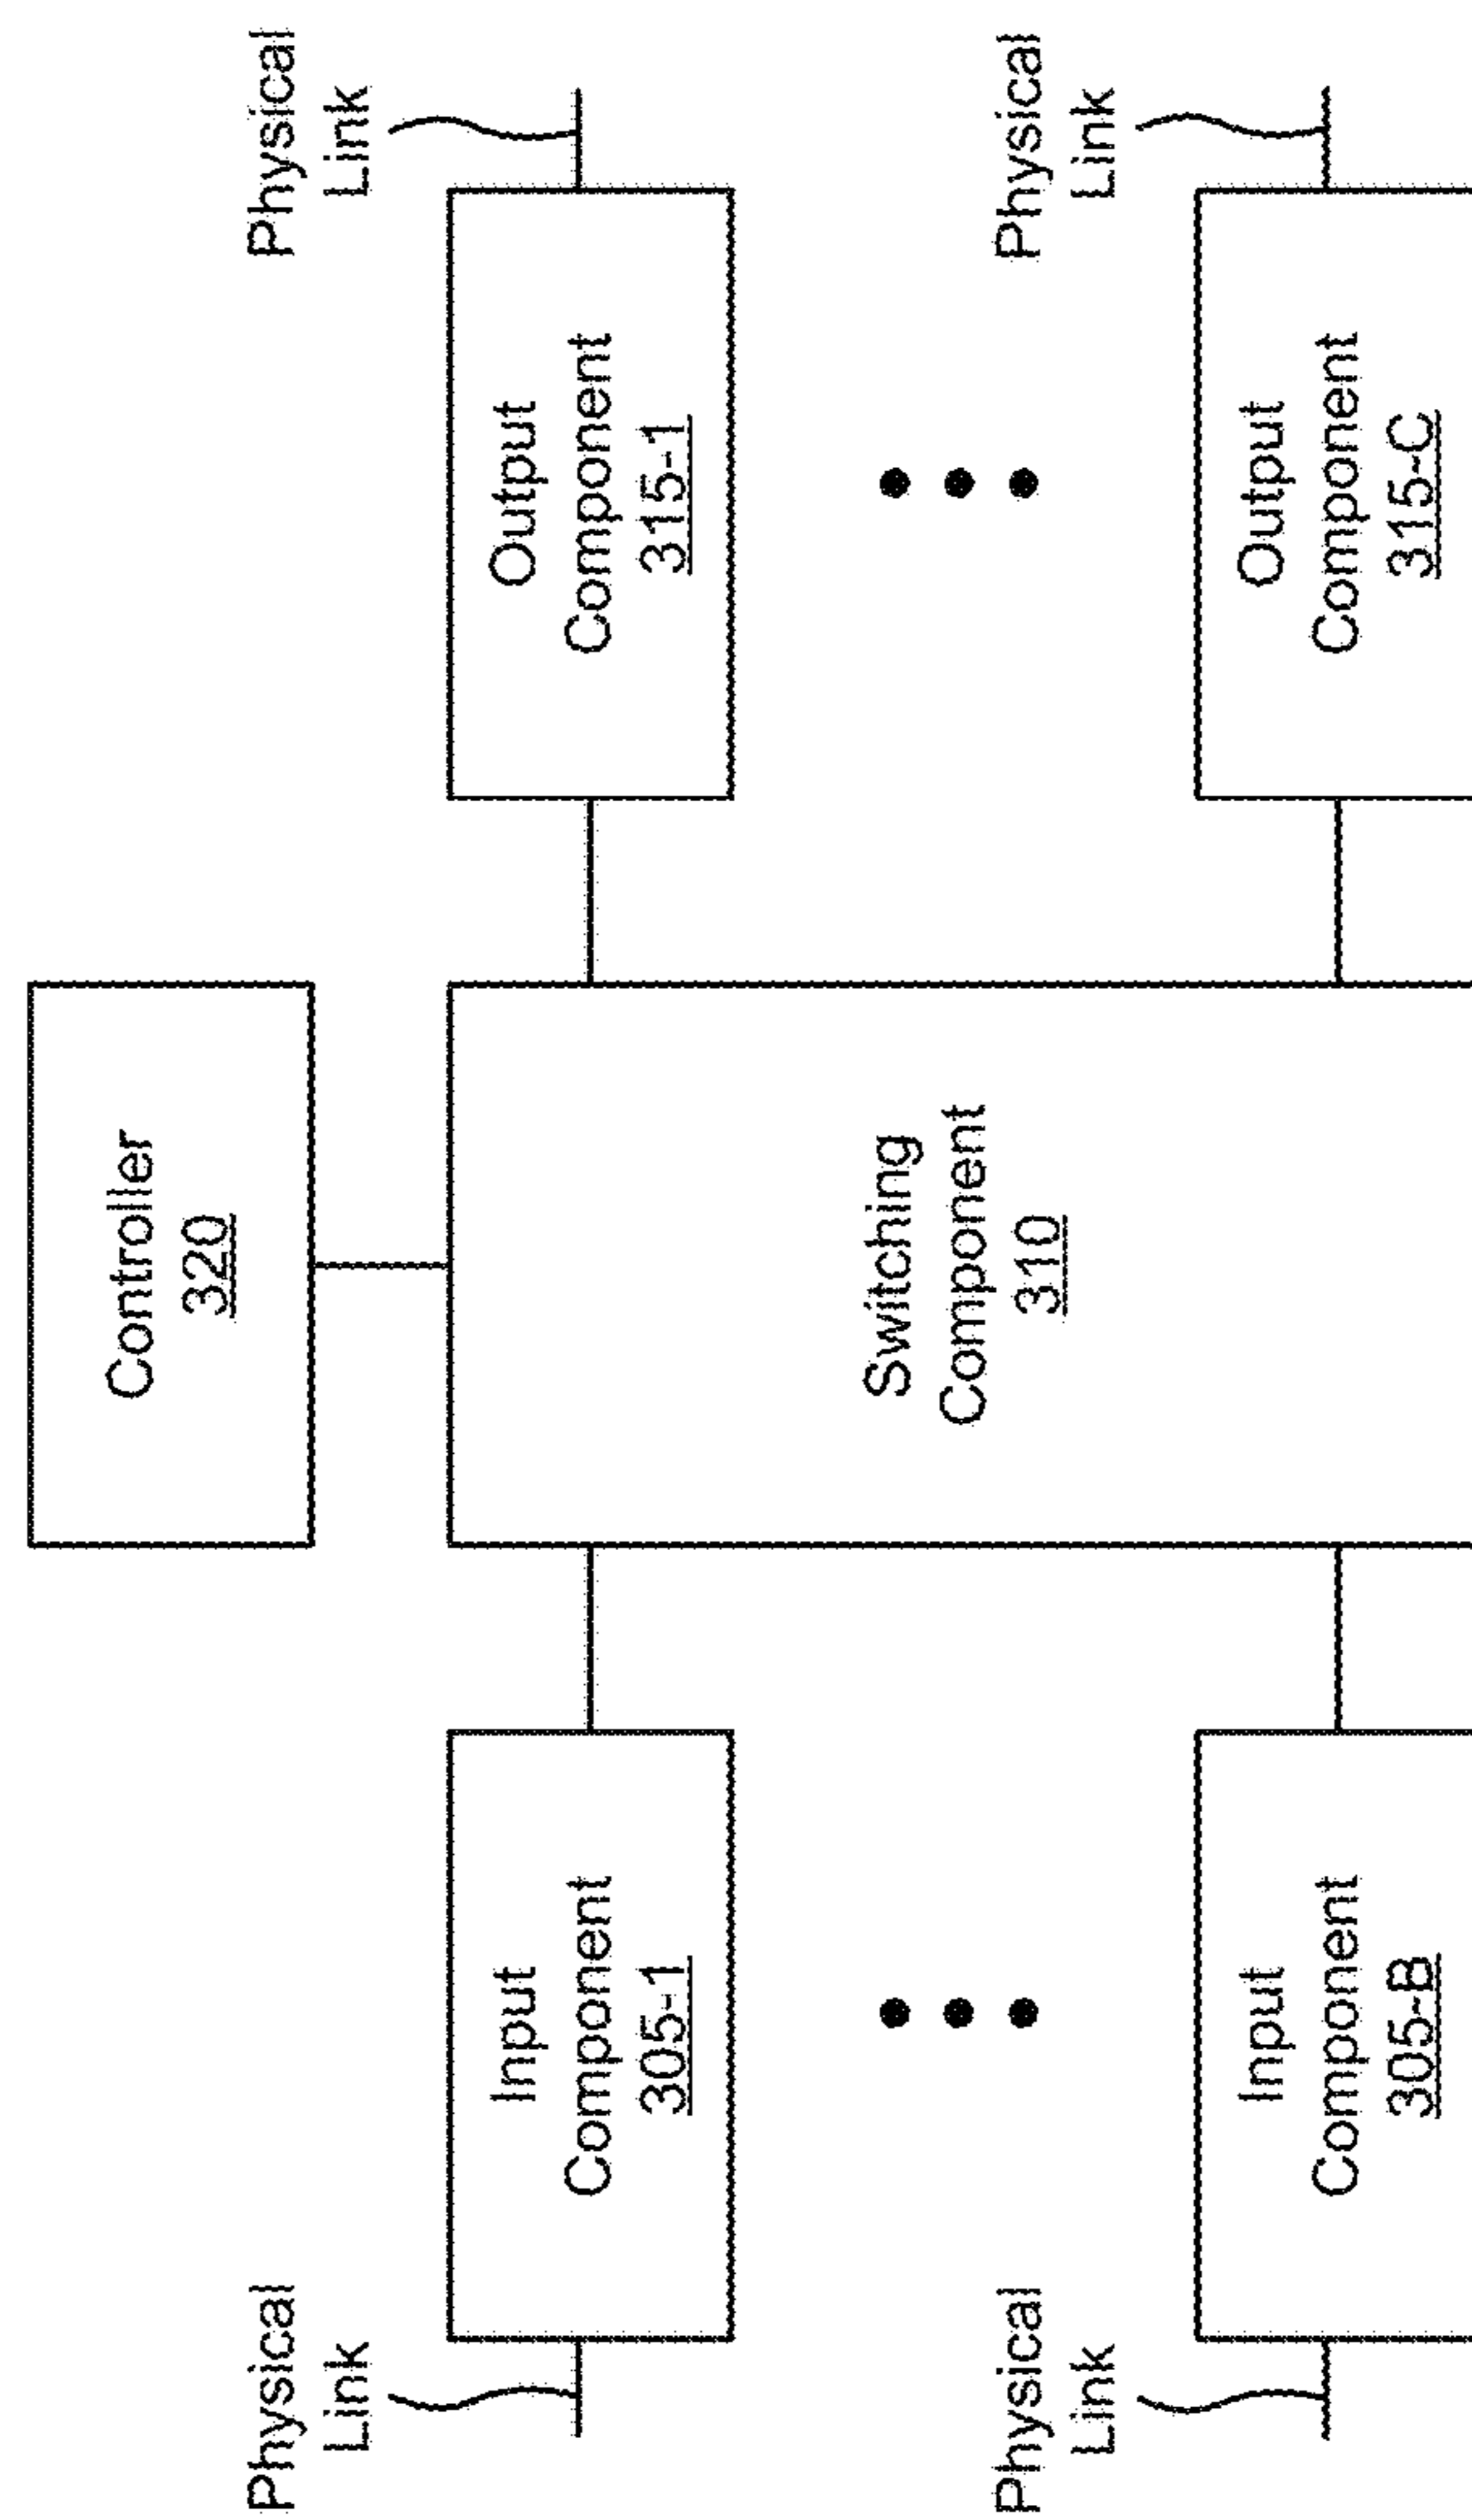 Controller
320
Physical
Link
Input
Component
305-1
Physical
Link
Input
Component
305-B
Switching
Component
310
Physical
Link
Output
Component
315-1
Physical
Link
Output
Component
315-C